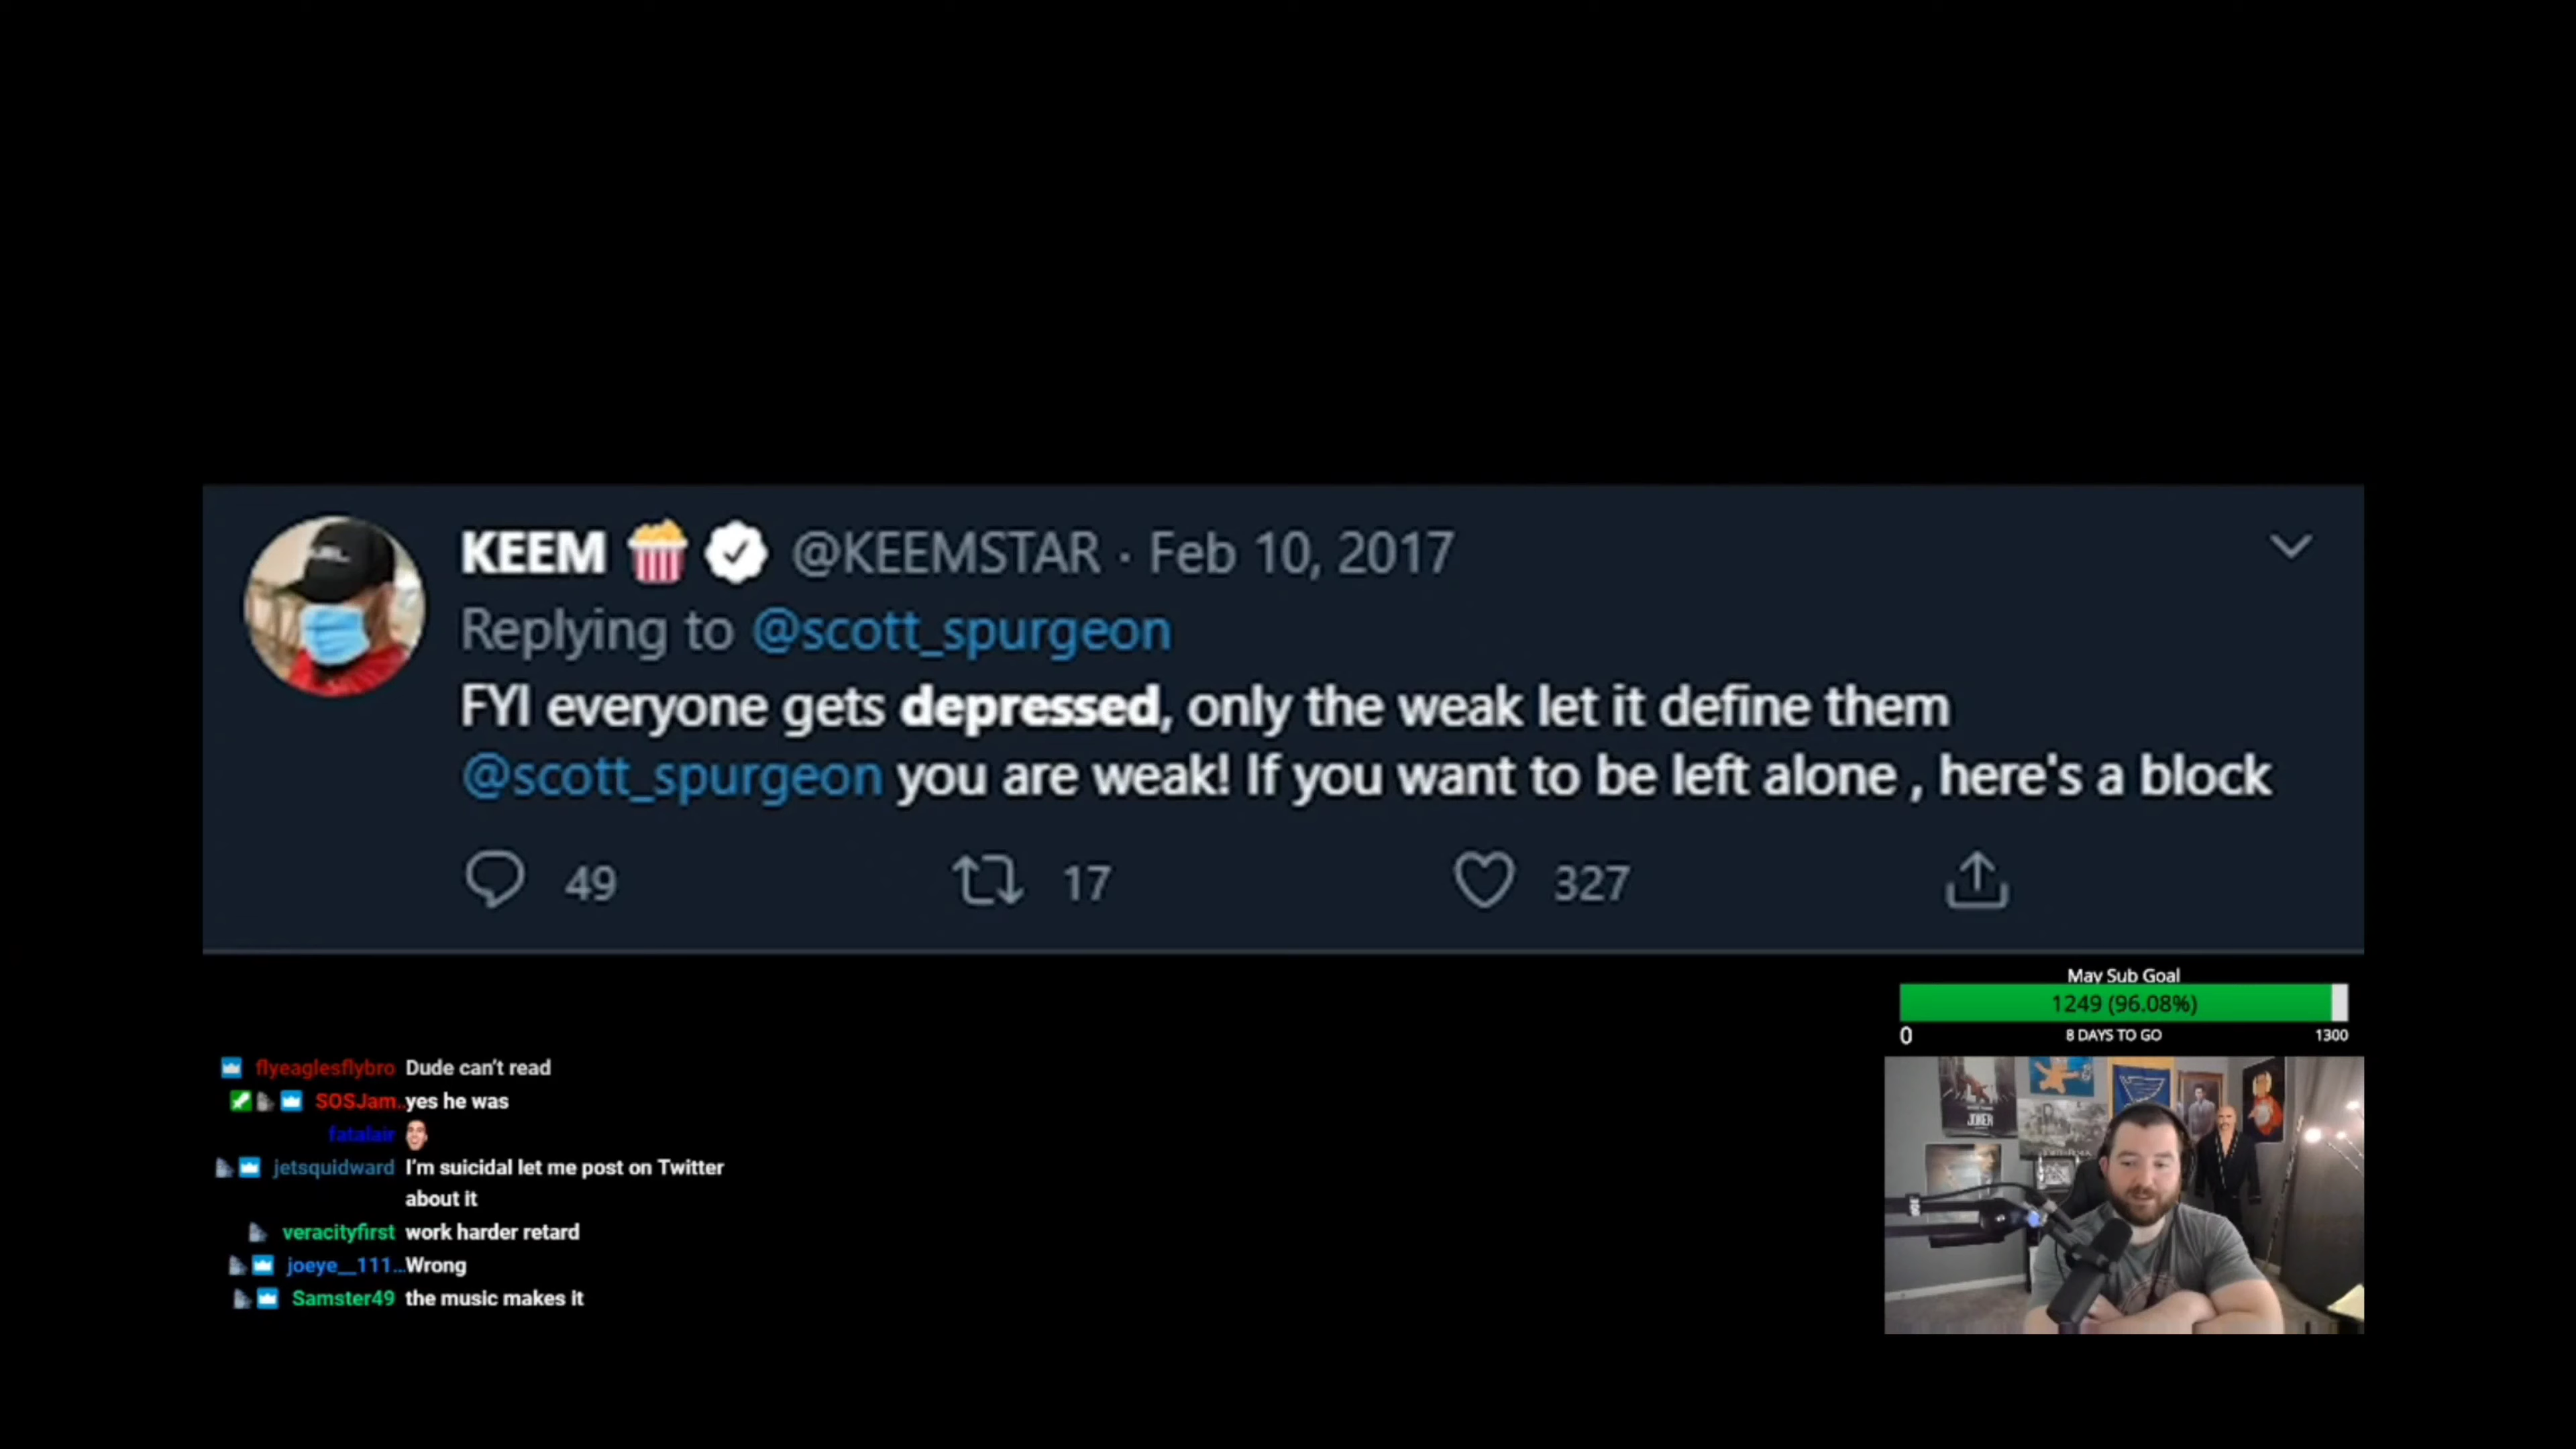 KEEM @KEEMSTAR · Feb 10, 2017
Replying to @scott_spurgeon
FYI everyone gets depressed, only the weak let it define them
@scott_spurgeon you are weak! If you want to be left alone , here's a block
49 17 327
May Sub Goal
1249 (96.08%)
0 8 DAYS TO GO 1300
flyeaglesflybro Dude can't read
SOSJam.. yes he was
fatalair
jetsquidward I'm suicidal let me post on Twitter
about it
veracityfirst work harder retard
joeye__111... Wrong
Samster49 the music makes it
JOKER